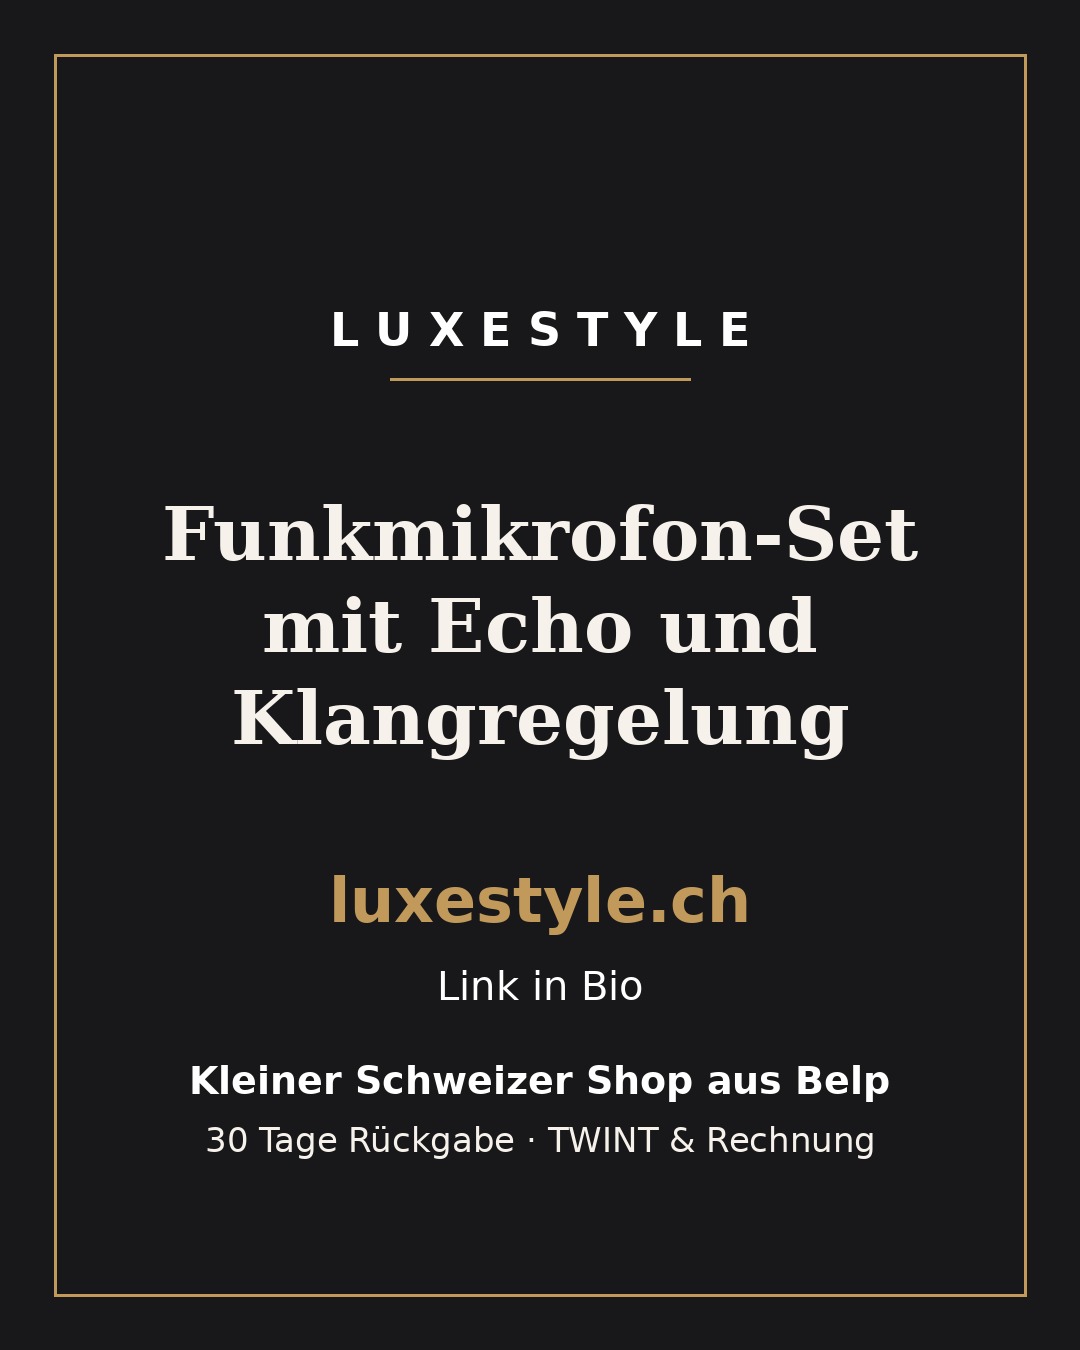 LUXESTYLE
Funkmikrofon-Set
mit Echo und
Klangregelung
luxestyle.ch
Link in Bio
Kleiner Schweizer Shop aus Belp
30 Tage Rückgabe · TWINT & Rechnung